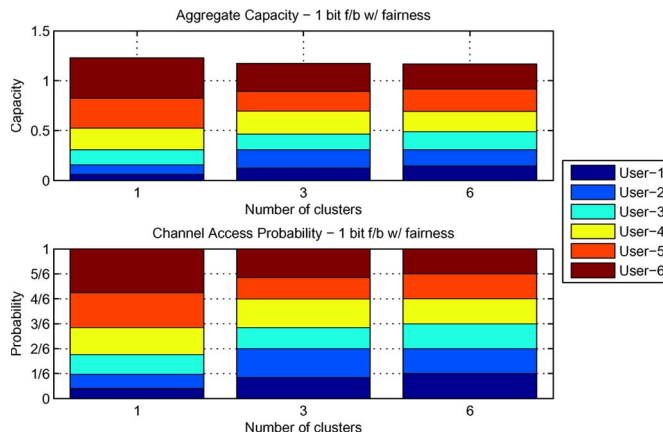 Aggregate Capacity − 1 bit f/b w/ fairness
1.5
1
0.5
0
Capacity
1 3 6
Number of clusters
Channel Access Probability − 1 bit f/b w/ fairness
1
5/6
4/6
3/6
2/6
1/6
0
Probability
1 3 6
Number of clusters
User−1
User−2
User−3
User−4
User−5
User−6